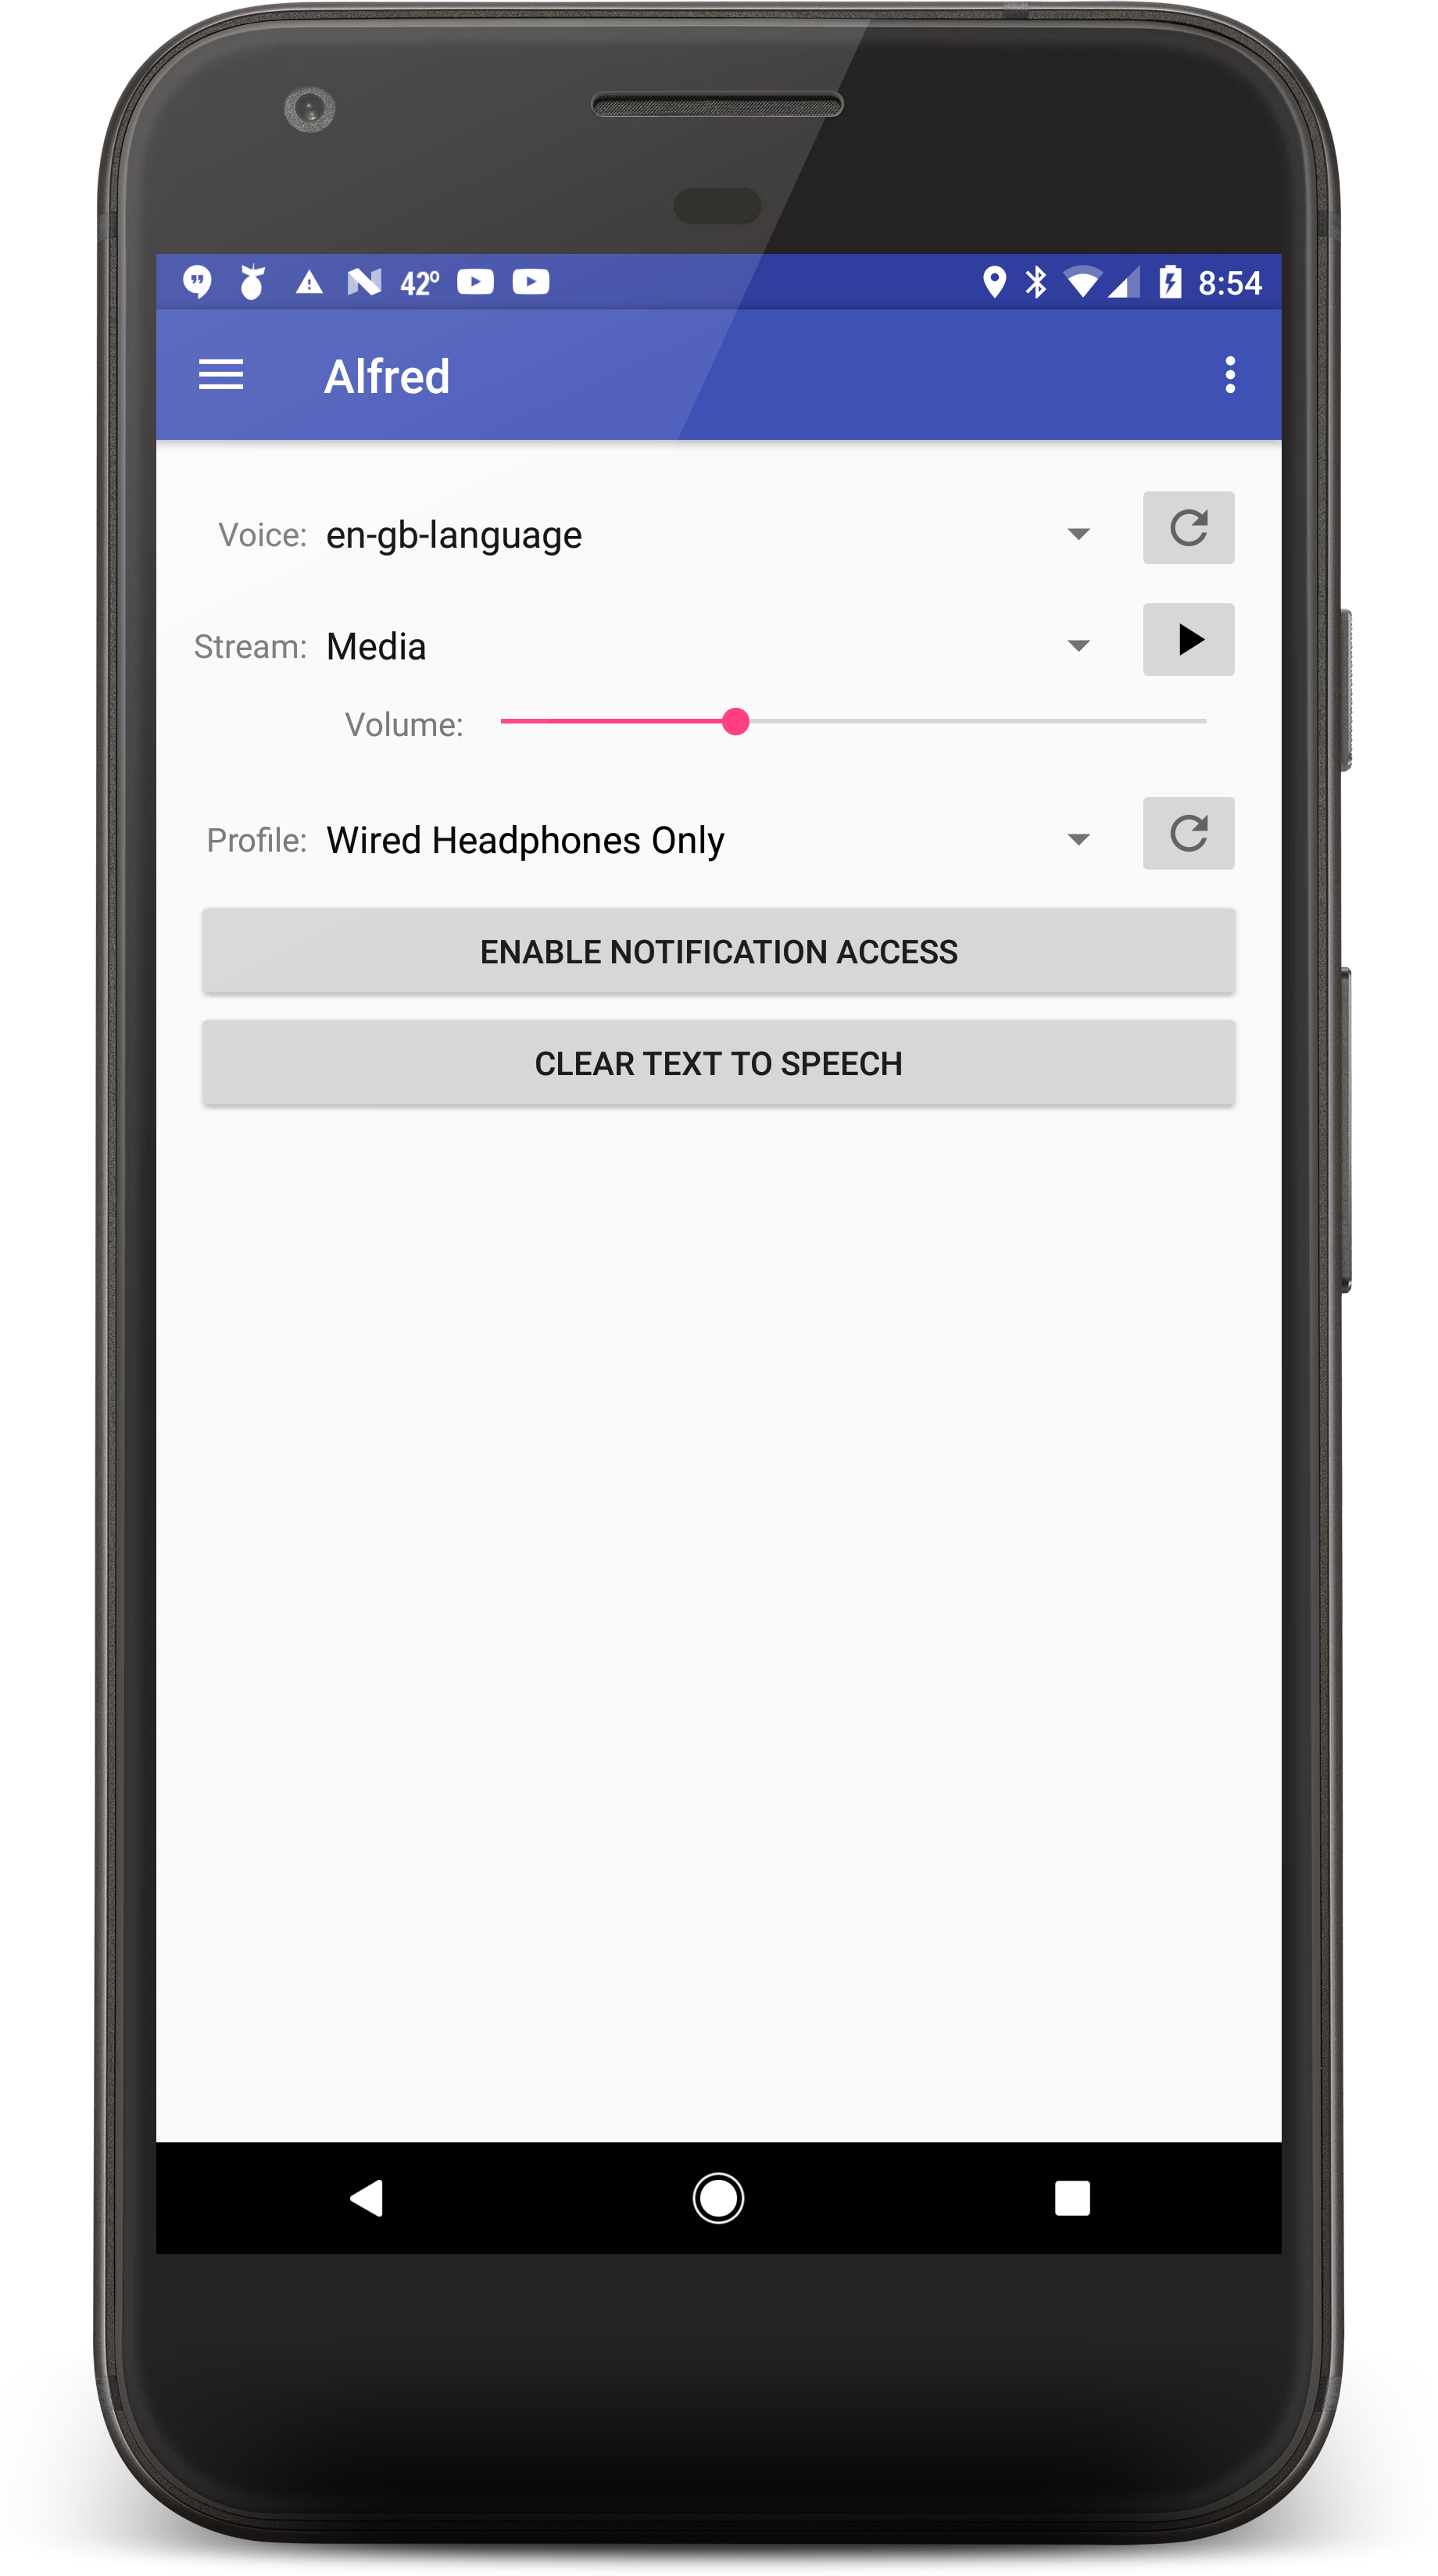 42º 8:54
Alfred
Voice: en-gb-language
Stream: Media
Volume:
Profile: Wired Headphones Only
ENABLE NOTIFICATION ACCESS
CLEAR TEXT TO SPEECH